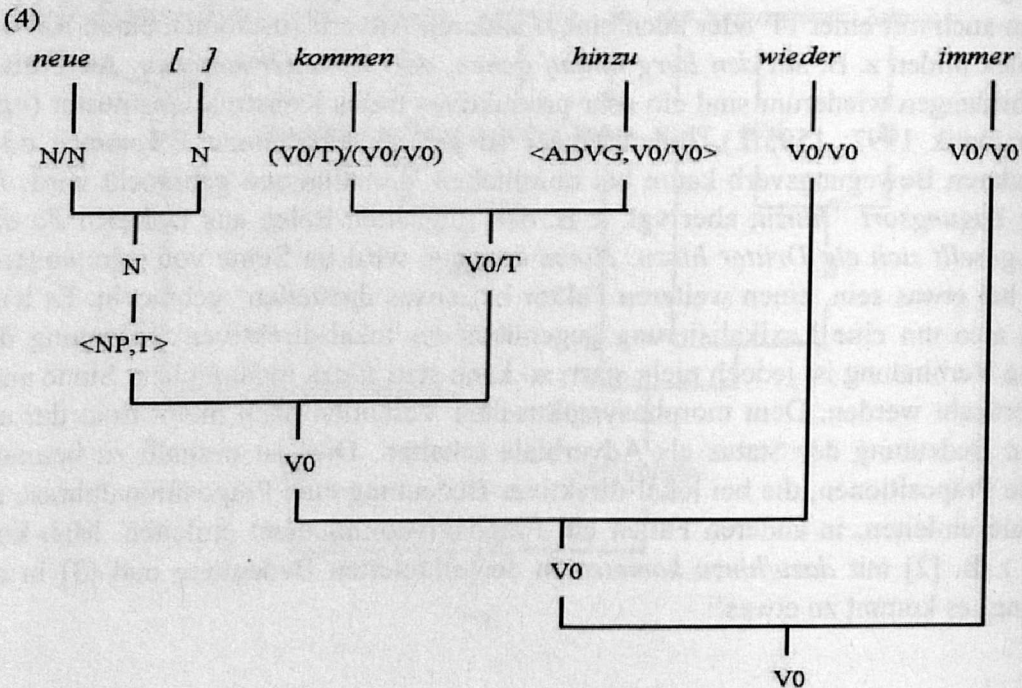 (4)
neue [ ] kommen hinzu wieder immer
N/N N (V0/T)/(V0/V0) <ADVG,V0/V0> V0/V0 V0/V0
N V0/T
<NP,T>
V0
V0
V0